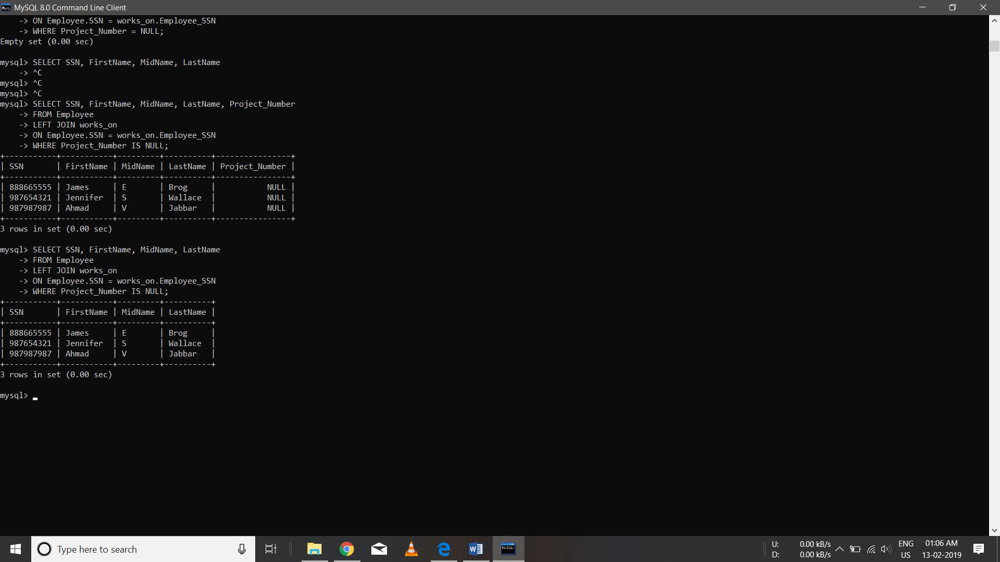 MySQL 8.0 Command Line Client
    -> ON Employee.SSN = works_on.Employee_SSN
    -> WHERE Project_Number = NULL;
Empty set (0.00 sec)

mysql> SELECT SSN, FirstName, MidName, LastName
    -> ^C
mysql> ^C
mysql> ^C
mysql> SELECT SSN, FirstName, MidName, LastName, Project_Number
    -> FROM Employee
    -> LEFT JOIN works_on
    -> ON Employee.SSN = works_on.Employee_SSN
    -> WHERE Project_Number IS NULL;
+-----------+-----------+---------+----------+----------------+
| SSN       | FirstName | MidName | LastName | Project_Number |
+-----------+-----------+---------+----------+----------------+
| 888665555 | James     | E       | Brog     |           NULL |
| 987654321 | Jennifer  | S       | Wallace  |           NULL |
| 987987987 | Ahmad     | V       | Jabbar   |           NULL |
+-----------+-----------+---------+----------+----------------+
3 rows in set (0.00 sec)

mysql> SELECT SSN, FirstName, MidName, LastName
    -> FROM Employee
    -> LEFT JOIN works_on
    -> ON Employee.SSN = works_on.Employee_SSN
    -> WHERE Project_Number IS NULL;
+-----------+-----------+---------+----------+
| SSN       | FirstName | MidName | LastName |
+-----------+-----------+---------+----------+
| 888665555 | James     | E       | Brog     |
| 987654321 | Jennifer  | S       | Wallace  |
| 987987987 | Ahmad     | V       | Jabbar   |
+-----------+-----------+---------+----------+
3 rows in set (0.00 sec)

mysql>
Type here to search
U: 0.00 kB/s
D: 0.00 kB/s
ENG
US
01:06 AM
13-02-2019